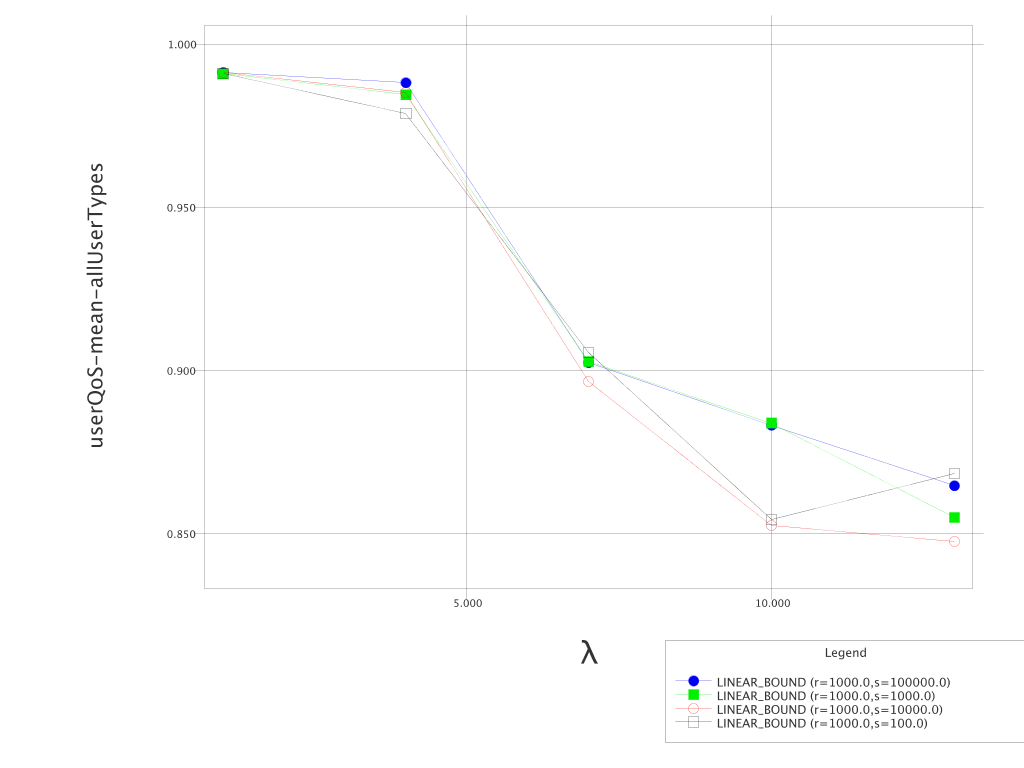 1.000
0.950
0.900
0.850
userQoS-mean-allUserTypes
5.000
10.000
λ
Legend
LINEAR_BOUND (r=1000.0,s=100000.0)
LINEAR_BOUND (r=1000.0,s=1000.0)
LINEAR_BOUND (r=1000.0,s=10000.0)
LINEAR_BOUND (r=1000.0,s=100.0)